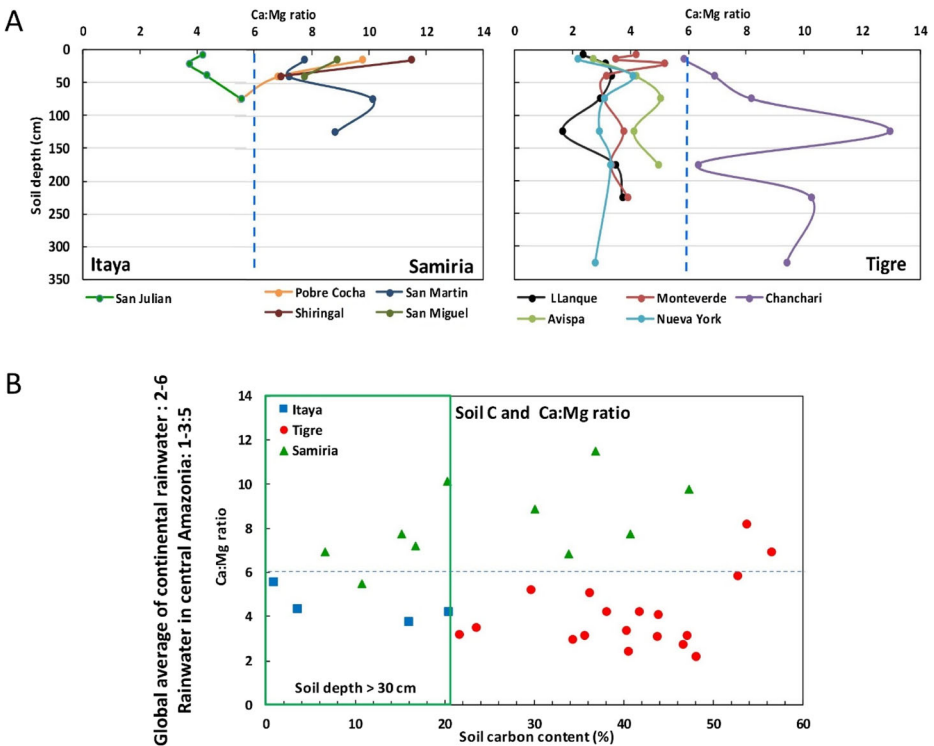 A
Ca:Mg ratio
0 2 4 6 8 10 12 14
0
50
100
150
200
250
300
350
Soil depth (cm)
Itaya
Samiria
San Julian
Pobre Cocha
San Martin
Shiringal
San Miguel
Ca:Mg ratio
0 2 4 6 8 10 12 14
Tigre
LLanque
Monteverde
Chanchari
Avispa
Nueva York
B
Global average of continental rainwater : 2-6
Rainwater in central Amazonia: 1-3:5
Ca:Mg ratio
14
12
10
8
6
4
2
0
Itaya
Tigre
Samiria
Soil C and Ca:Mg ratio
Soil depth > 30 cm
0 10 20 30 40 50 60
Soil carbon content (%)